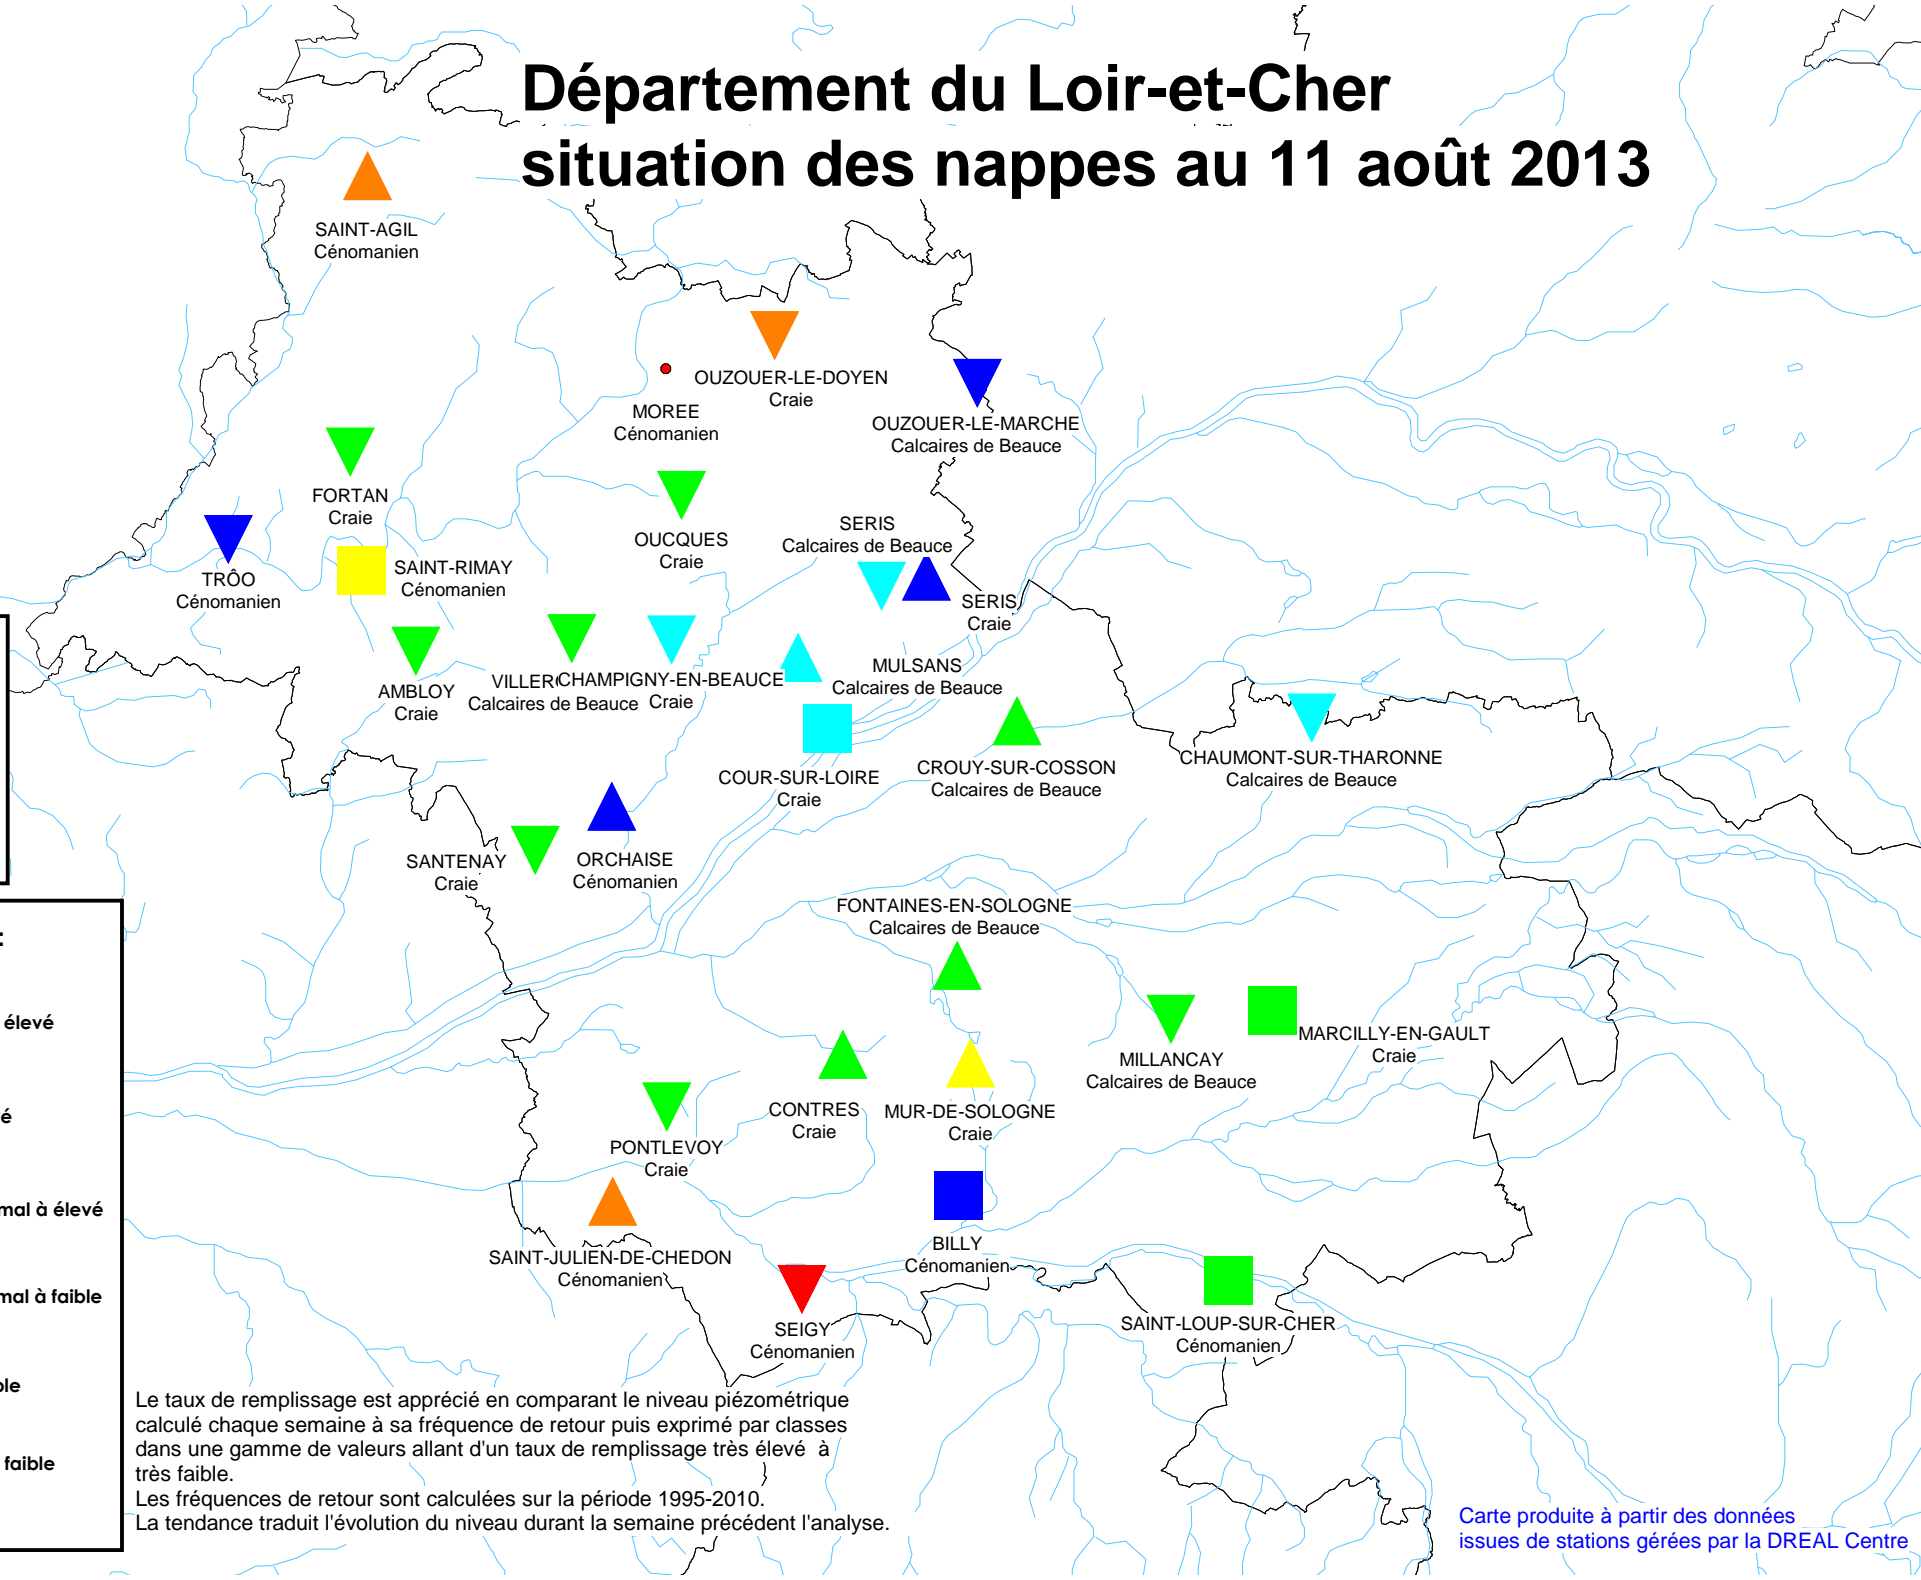 Département du Loir-et-Cher
situation des nappes au 11 août 2013
SAINT-AGIL
Cénomanien
OUZOUER-LE-DOYEN
Craie
MOREE
Cénomanien
OUZOUER-LE-MARCHE
Calcaires de Beauce
FORTAN
Craie
OUCQUES
Craie
SERIS
Calcaires de Beauce
TRÔO
Cénomanien
SAINT-RIMAY
Cénomanien
SERIS
Craie
AMBLOY
Craie
Calcaires de Beauce
CHAMPIGNY-EN-BEAUCE
Craie
MULSANS
Calcaires de Beauce
COUR-SUR-LOIRE
Craie
CROUY-SUR-COSSON
Calcaires de Beauce
CHAUMONT-SUR-THARONNE
Calcaires de Beauce
SANTENAY
Craie
ORCHAISE
Cénomanien
FONTAINES-EN-SOLOGNE
Calcaires de Beauce
MARCILLY-EN-GAULT
Craie
MILLANCAY
Calcaires de Beauce
CONTRES
Craie
MUR-DE-SOLOGNE
Craie
PONTLEVOY
Craie
SAINT-JULIEN-DE-CHEDON
Cénomanien
BILLY
Cénomanien
SEIGY
Cénomanien
SAINT-LOUP-SUR-CHER
Cénomanien
:
élevé
mal à élevé
mal à faible
faible
Le taux de remplissage est apprécié en comparant le niveau piézométrique
calculé chaque semaine à sa fréquence de retour puis exprimé par classes
dans une gamme de valeurs allant d'un taux de remplissage très élevé à
très faible.
Les fréquences de retour sont calculées sur la période 1995-2010.
La tendance traduit l'évolution du niveau durant la semaine précédent l'analyse.
Carte produite à partir des données
issues de stations gérées par la DREAL Centre